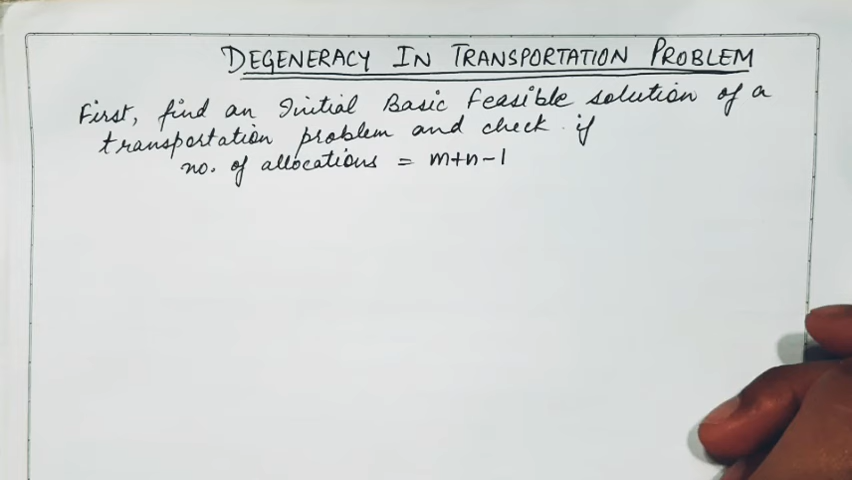 DEGENERACY IN TRANSPORTATION PROBLEM
First, find an Initial Basic Feasible solution of a
transportation problem and check if
no. of allocations = m+n-1